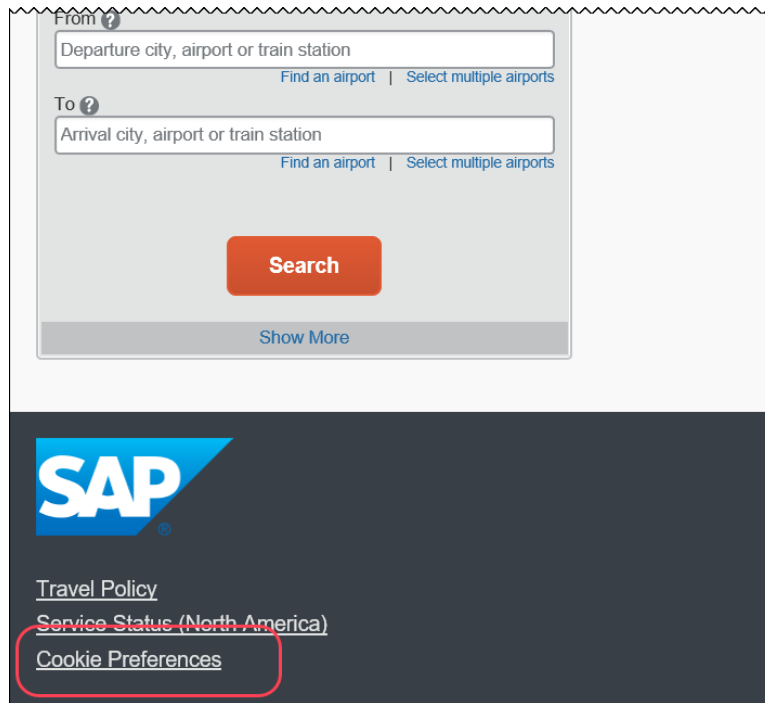 From ?
Departure city, airport or train station
Find an airport | Select multiple airports
To ?
Arrival city, airport or train station
Find an airport | Select multiple airports
Search
Show More
SAP ®
Travel Policy
Service Status (North America)
Cookie Preferences